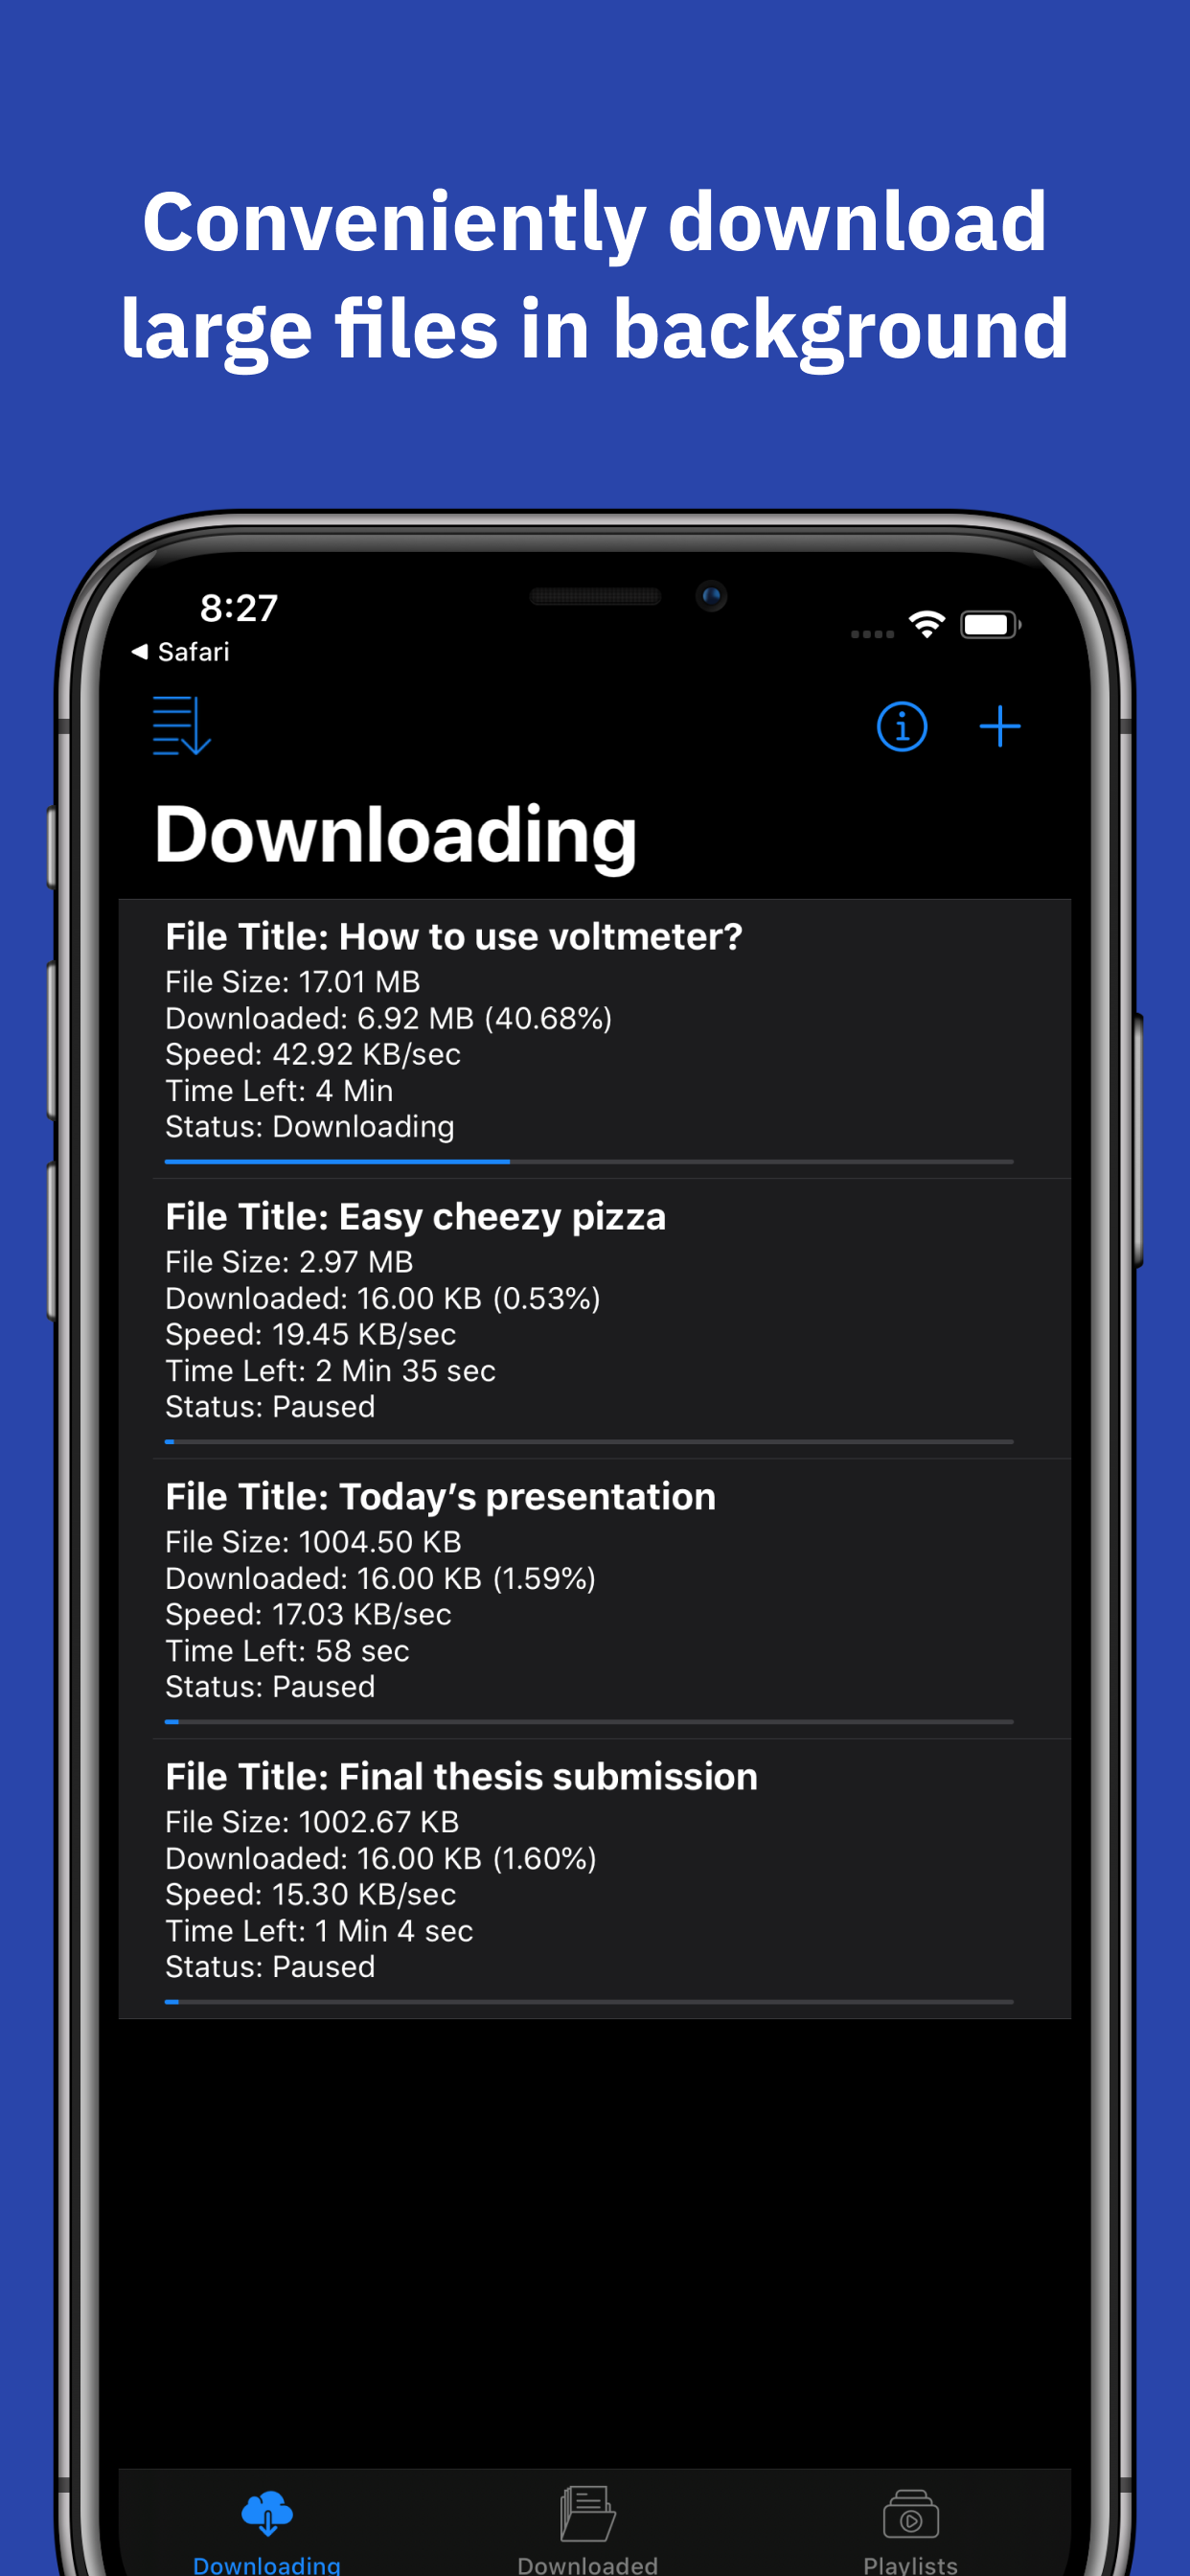 Conveniently download
large files in background
8:27
◀ Safari
Downloading
File Title: How to use voltmeter?
File Size: 17.01 MB
Downloaded: 6.92 MB (40.68%)
Speed: 42.92 KB/sec
Time Left: 4 Min
Status: Downloading
File Title: Easy cheezy pizza
File Size: 2.97 MB
Downloaded: 16.00 KB (0.53%)
Speed: 19.45 KB/sec
Time Left: 2 Min 35 sec
Status: Paused
File Title: Today’s presentation
File Size: 1004.50 KB
Downloaded: 16.00 KB (1.59%)
Speed: 17.03 KB/sec
Time Left: 58 sec
Status: Paused
File Title: Final thesis submission
File Size: 1002.67 KB
Downloaded: 16.00 KB (1.60%)
Speed: 15.30 KB/sec
Time Left: 1 Min 4 sec
Status: Paused
Downloading Downloaded Playlists